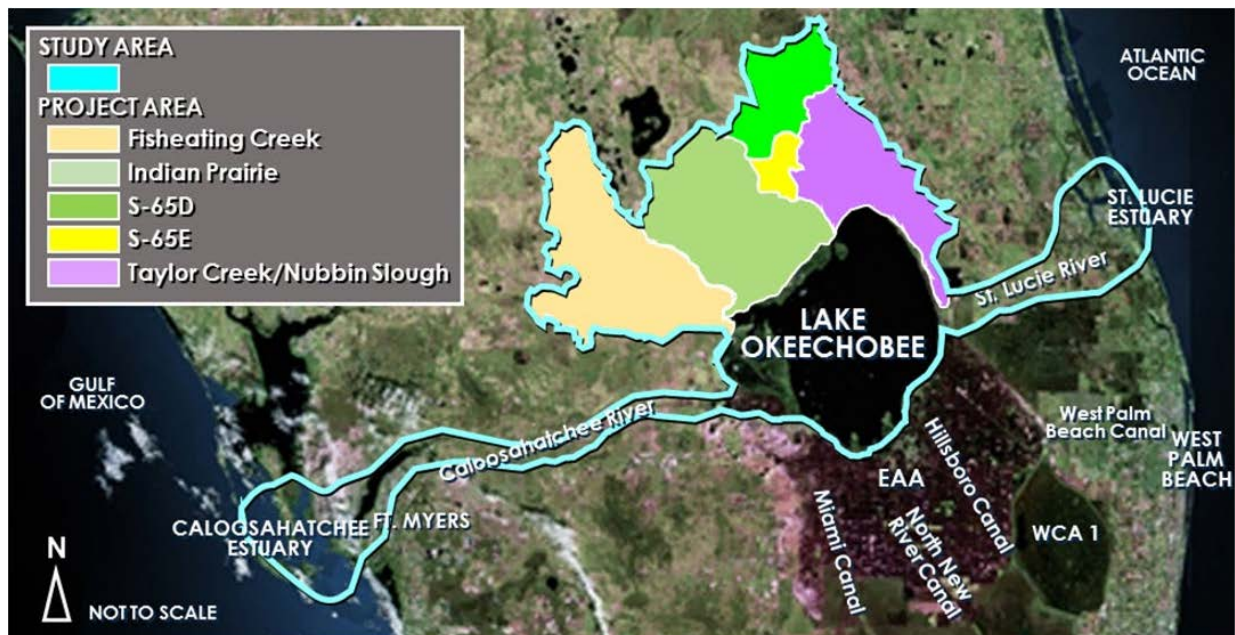 STUDY AREA
PROJECT AREA
Fisheating Creek
Indian Prairie
S-65D
S-65E
Taylor Creek/Nubbin Slough
ATLANTIC
OCEAN
ST. LUCIE
ESTUARY
St. Lucie River
LAKE
OKEECHOBEE
GULF
OF MEXICO
Caloosahatchee River
West Palm
Beach Canal
WEST
PALM
BEACH
Hillsboro Canal
EAA
CALOOSAHATCHEE
ESTUARY
FT. MYERS
Miami Canal
North New
River Canal
WCA 1
N
NOT TO SCALE